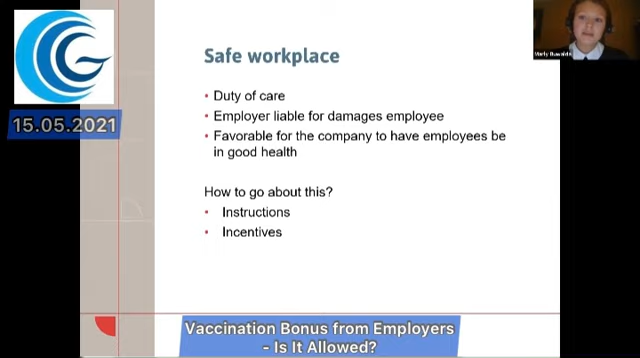 Safe workplace
15.05.2021
• Duty of care
• Employer liable for damages employee
• Favorable for the company to have employees be
in good health
How to go about this?
• Instructions
• Incentives
Vaccination Bonus from Employers
- Is It Allowed?